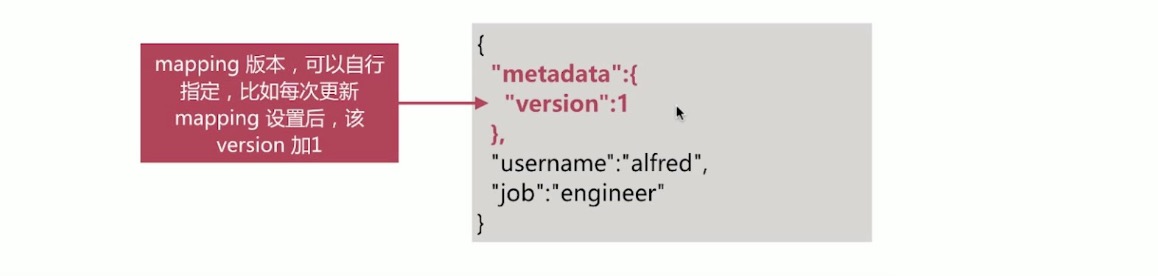 mapping 版本，可以自行
指定，比如每次更新
mapping 设置后，该
version 加1
{
"metadata":{
"version":1
},
"username":"alfred",
"job":"engineer"
}